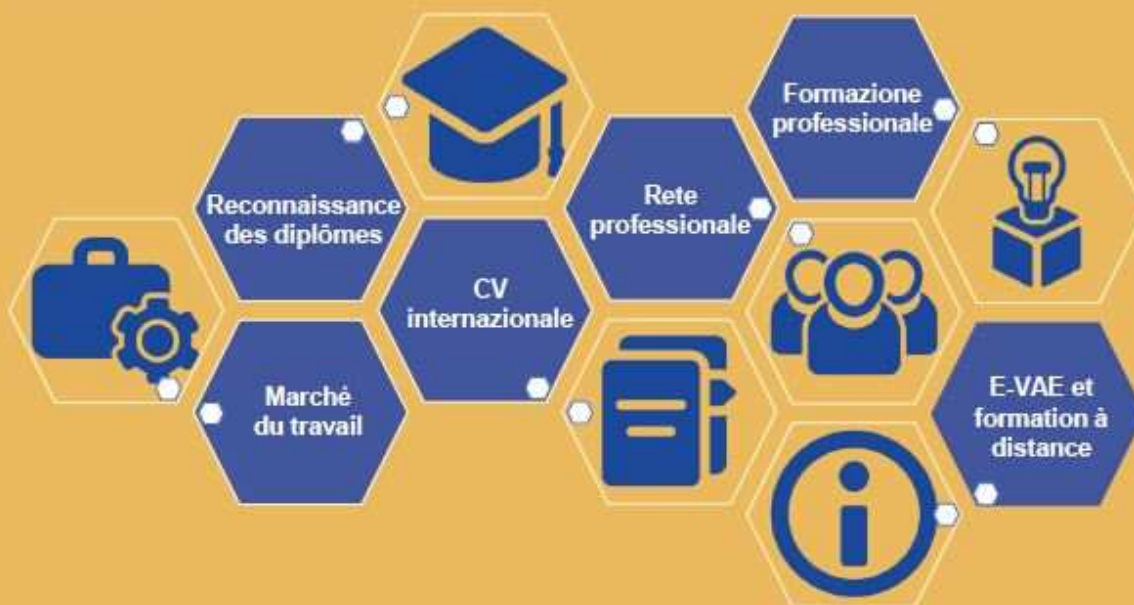 Formazione
professionale
Reconnaissance
des diplômes
Rete
professionale
CV
internazionale
Marché
du travail
E-VAE et
formation à
distance